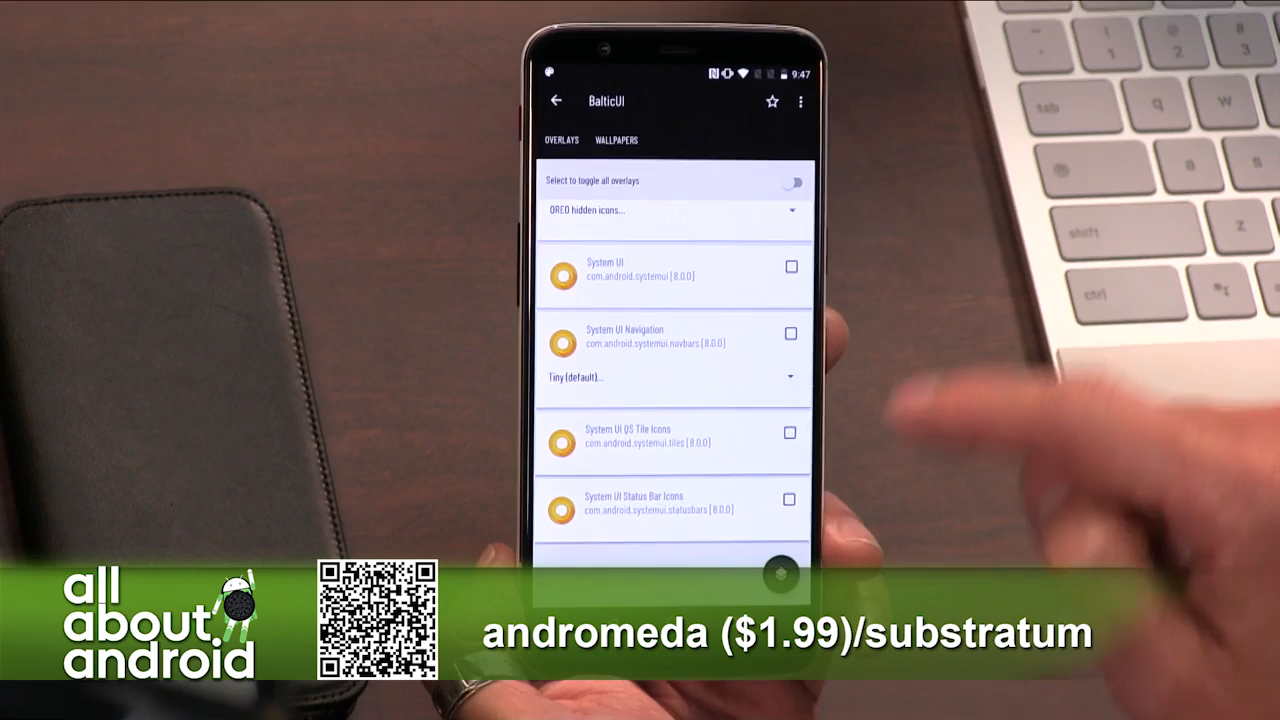 9:47
BalticUI
OVERLAYS WALLPAPERS
Select to toggle all overlays
OREO hidden icons...
System UI
com.android.systemui [8.0.0]
System UI Navigation
com.android.systemui.navbars [8.0.0]
Tiny (default)...
System UI QS Tile Icons
com.android.systemui.tiles [8.0.0]
System UI Status Bar Icons
com.android.systemui.statusbars [8.0.0]
~ ! @ #
- 1 2 3
tab q w
a s
shift z
ctrl
all
about
android
andromeda ($1.99)/substratum